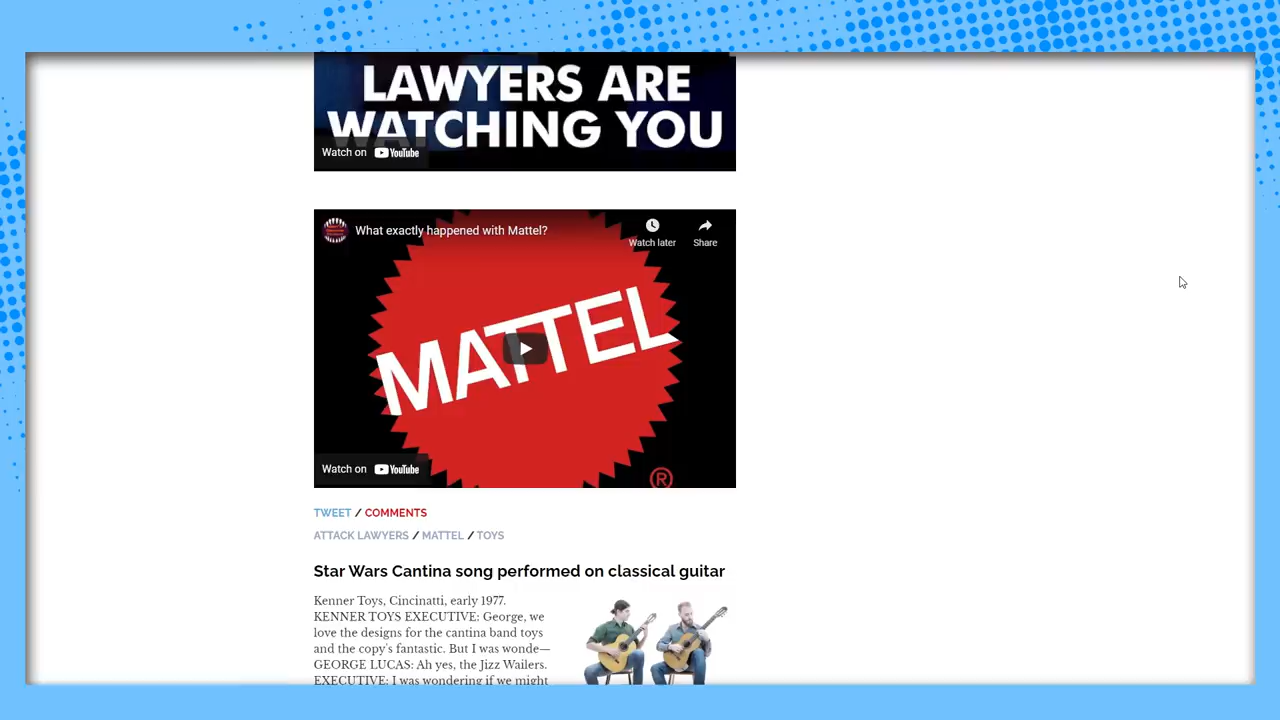 LAWYERS ARE
WATCHING YOU
Watch on YouTube
What exactly happened with Mattel?
Watch later
Share
MATTEL
®
Watch on YouTube
TWEET / COMMENTS
ATTACK LAWYERS / MATTEL / TOYS
Star Wars Cantina song performed on classical guitar
Kenner Toys, Cincinatti, early 1977.
KENNER TOYS EXECUTIVE: George, we
love the designs for the cantina band toys
and the copy's fantastic. But I was wonde—
GEORGE LUCAS: Ah yes, the Jizz Wailers.
EXECUTIVE: I was wondering if we might